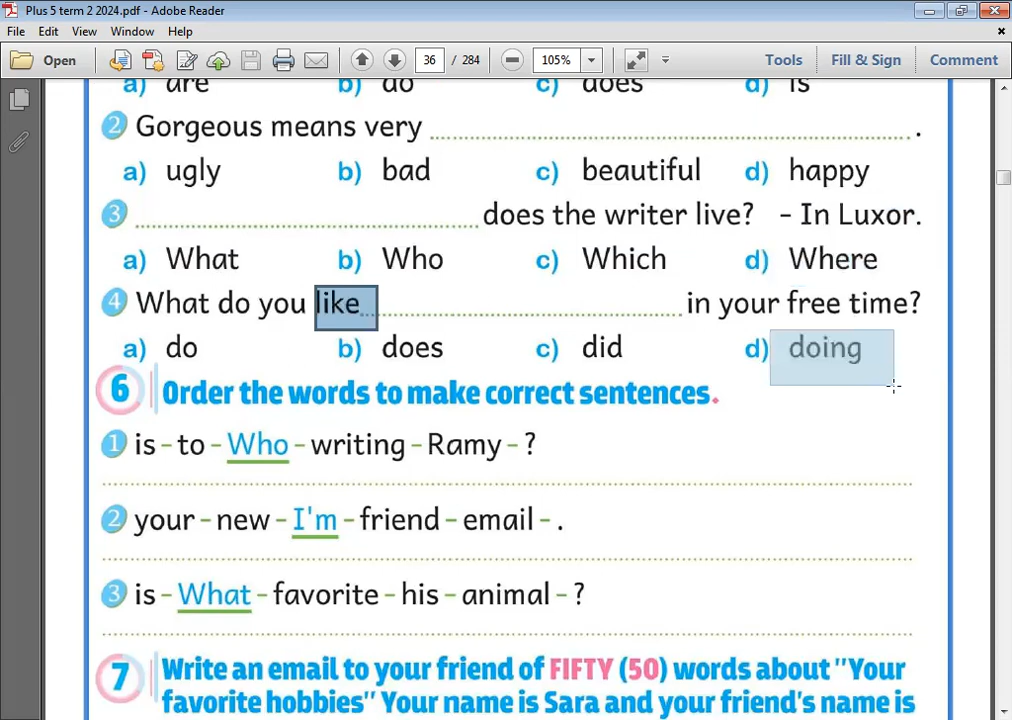 Plus 5 term 2 2024.pdf - Adobe Reader
File Edit View Window Help
Open 36 / 284 105% Tools Fill & Sign Comment
a) are b) do c) does d) is
2 Gorgeous means very .
a) ugly b) bad c) beautiful d) happy
3 does the writer live? - In Luxor.
a) What b) Who c) Which d) Where
4 What do you like in your free time?
a) do b) does c) did d) doing
6 Order the words to make correct sentences.
1 is - to - Who - writing - Ramy - ?
2 your - new - I'm - friend - email - .
3 is - What - favorite - his - animal - ?
7 Write an email to your friend of FIFTY (50) words about "Your
favorite hobbies" Your name is Sara and your friend's name is